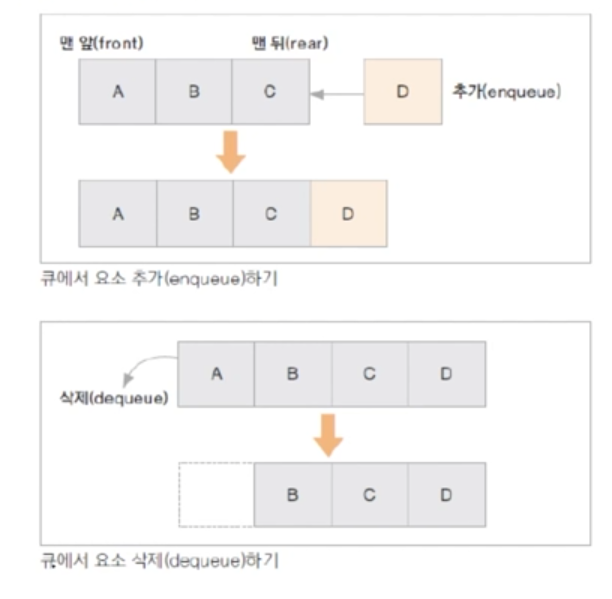 맨 앞(front) 맨 뒤(rear)
A B C D 추가(enqueue)
A B C D
큐에서 요소 추가(enqueue)하기
A B C D
삭제(dequeue)
B C D
큐에서 요소 삭제(dequeue)하기